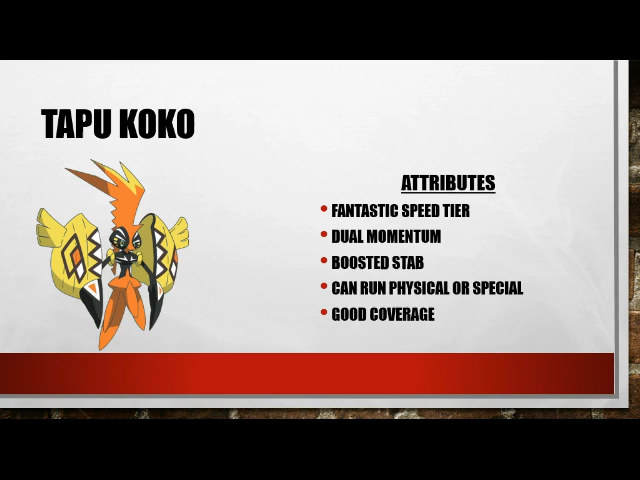 TAPU KOKO
ATTRIBUTES
• FANTASTIC SPEED TIER
• DUAL MOMENTUM
• BOOSTED STAB
• CAN RUN PHYSICAL OR SPECIAL
• GOOD COVERAGE